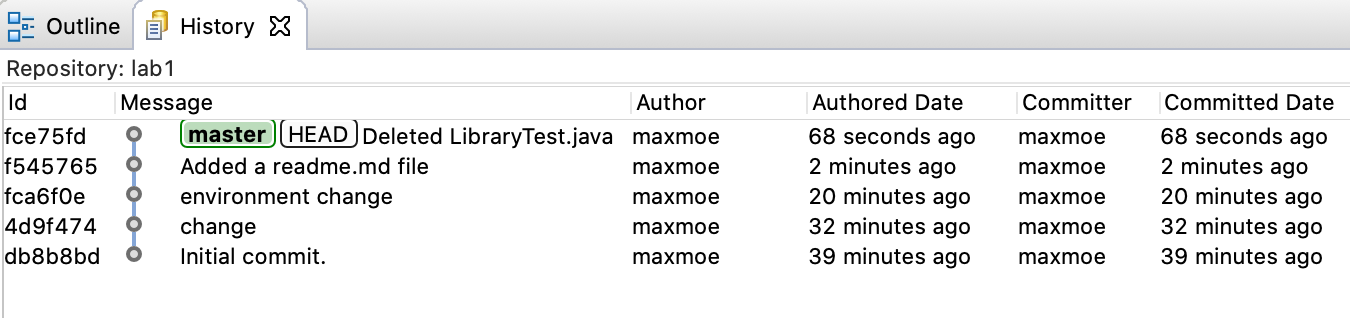 Outline History
Repository: lab1
Id Message Author Authored Date Committer Committed Date
fce75fd master HEAD Deleted LibraryTest.java maxmoe 68 seconds ago maxmoe 68 seconds ago
f545765 Added a readme.md file maxmoe 2 minutes ago maxmoe 2 minutes ago
fca6f0e environment change maxmoe 20 minutes ago maxmoe 20 minutes ago
4d9f474 change maxmoe 32 minutes ago maxmoe 32 minutes ago
db8b8bd Initial commit. maxmoe 39 minutes ago maxmoe 39 minutes ago